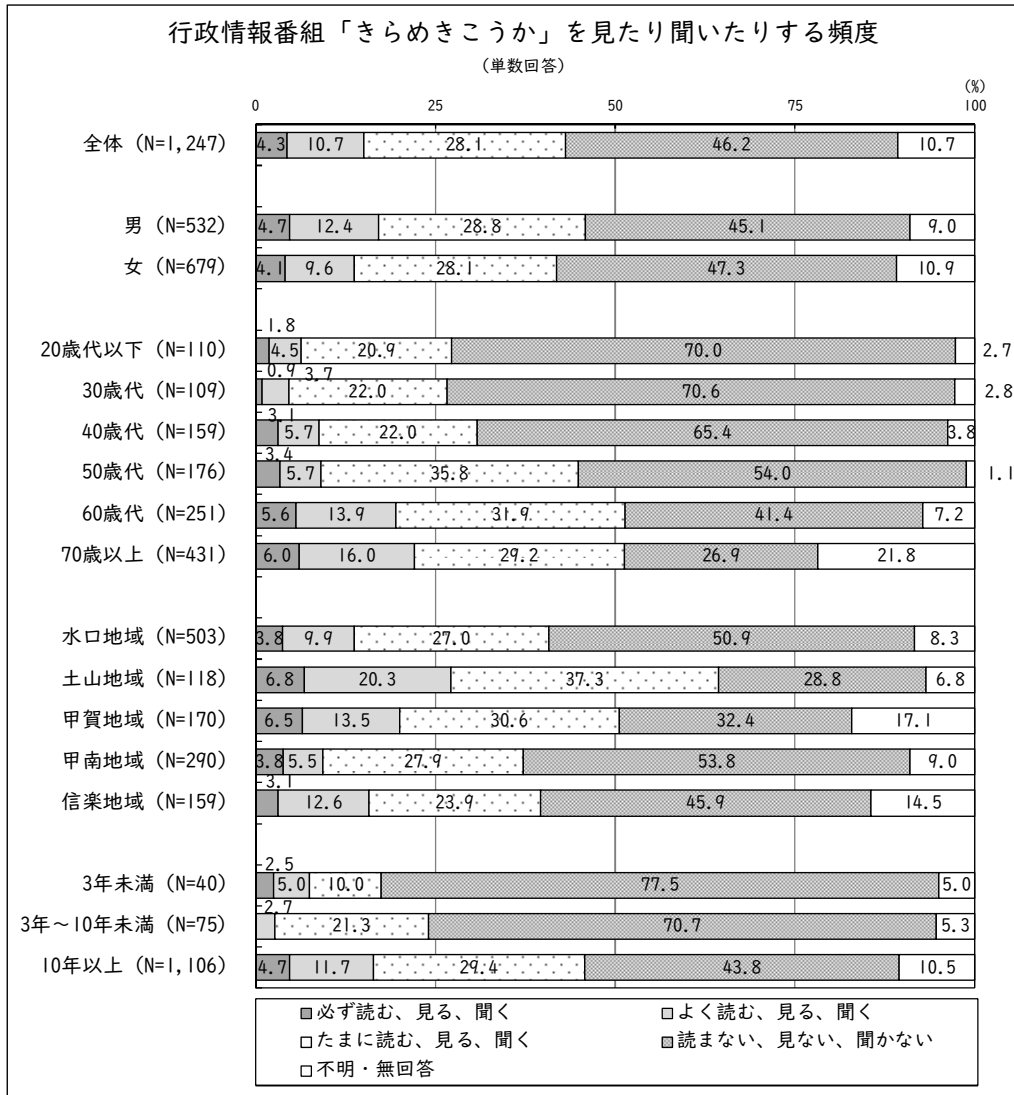 行政情報番組「きらめきこうか」を見たり聞いたりする頻度
(単数回答)
(%)
0 25 50 75 100
全体 (N=1,247) 4.3 10.7 28.1 46.2 10.7
男 (N=532) 4.7 12.4 28.8 45.1 9.0
女 (N=679) 4.1 9.6 28.1 47.3 10.9
20歳代以下 (N=110) 1.8 4.5 20.9 70.0 2.7
30歳代 (N=109) 0.9 3.7 22.0 70.6 2.8
40歳代 (N=159) 3.1 5.7 22.0 65.4 3.8
50歳代 (N=176) 3.4 5.7 35.8 54.0 1.1
60歳代 (N=251) 5.6 13.9 31.9 41.4 7.2
70歳以上 (N=431) 6.0 16.0 29.2 26.9 21.8
水口地域 (N=503) 3.8 9.9 27.0 50.9 8.3
土山地域 (N=118) 6.8 20.3 37.3 28.8 6.8
甲賀地域 (N=170) 6.5 13.5 30.6 32.4 17.1
甲南地域 (N=290) 3.8 5.5 27.9 53.8 9.0
信楽地域 (N=159) 3.1 12.6 23.9 45.9 14.5
3年未満 (N=40) 2.5 5.0 10.0 77.5 5.0
3年～10年未満 (N=75) 2.7 21.3 70.7 5.3
10年以上 (N=1,106) 4.7 11.7 29.4 43.8 10.5
必ず読む、見る、聞く よく読む、見る、聞く
たまに読む、見る、聞く 読まない、見ない、聞かない
不明・無回答